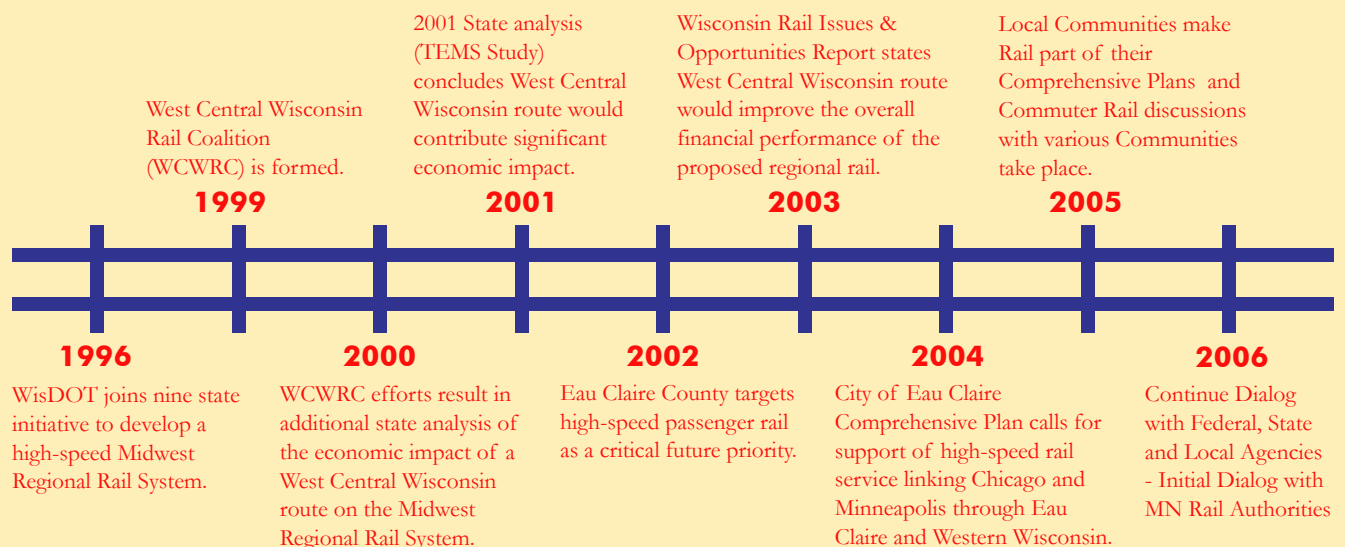 West Central Wisconsin
Rail Coalition
(WCWRC) is formed.
1999
2001 State analysis
(TEMS Study)
concludes West Central
Wisconsin route would
contribute significant
economic impact.
2001
Wisconsin Rail Issues &
Opportunities Report states
West Central Wisconsin route
would improve the overall
financial performance of the
proposed regional rail.
2003
Local Communities make
Rail part of their
Comprehensive Plans and
Commuter Rail discussions
with various Communities
take place.
2005
1996
WisDOT joins nine state
initiative to develop a
high-speed Midwest
Regional Rail System.
2000
WCWRC efforts result in
additional state analysis of
the economic impact of a
West Central Wisconsin
route on the Midwest
Regional Rail System.
2002
Eau Claire County targets
high-speed passenger rail
as a critical future priority.
2004
City of Eau Claire
Comprehensive Plan calls for
support of high-speed rail
service linking Chicago and
Minneapolis through Eau
Claire and Western Wisconsin.
2006
Continue Dialog
with Federal, State
and Local Agencies
- Initial Dialog with
MN Rail Authorities